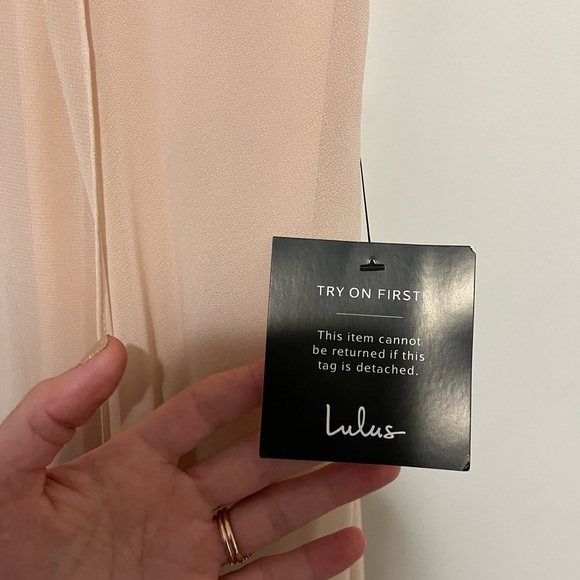 TRY ON FIRST!
This item cannot
be returned if this
tag is detached.
Lulus